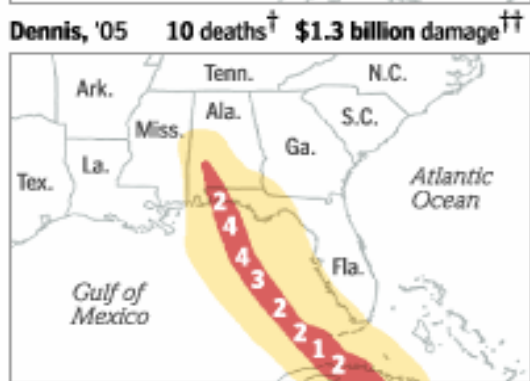 Dennis, '05 10 deaths† $1.3 billion damage††
Tenn.
N.C.
Ark.
Ala.
S.C.
Miss.
Ga.
La.
Tex.
Atlantic
Ocean
2
4
4
Fla.
3
Gulf of
Mexico
2
2
1
2